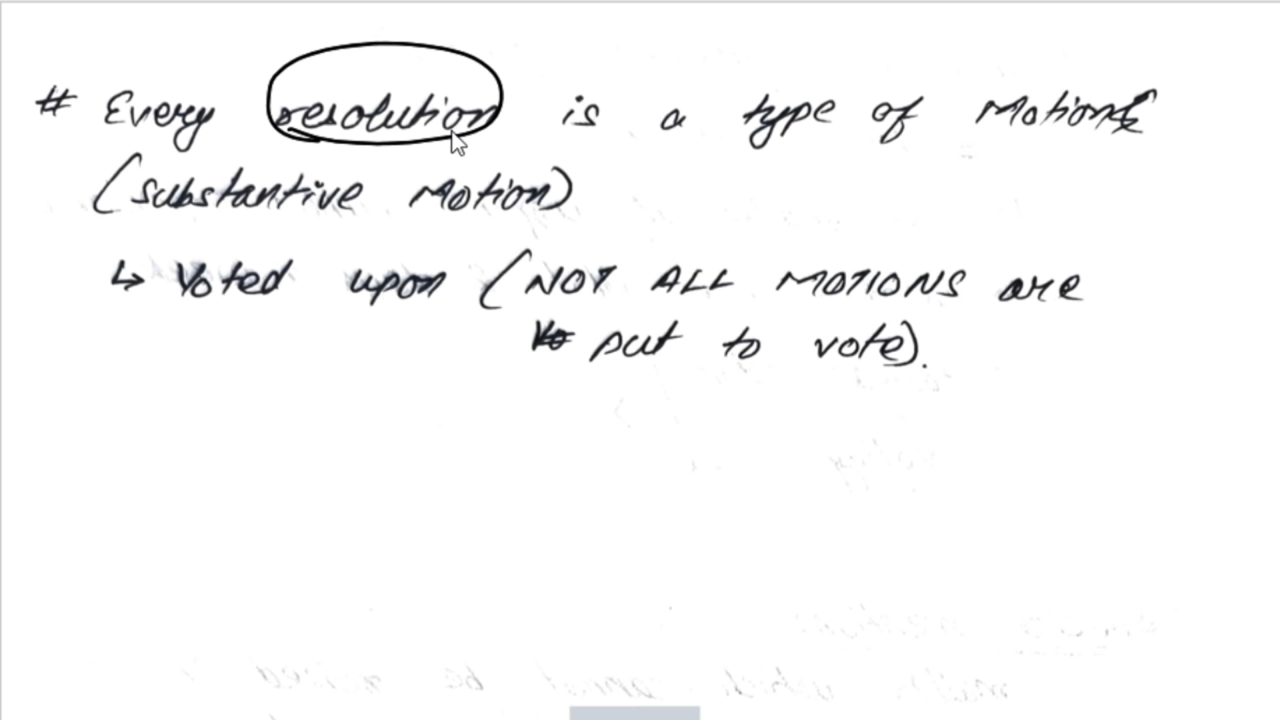 # Every resolution is a type of Motion
(substantive Motion)
↳ Voted upon (NOT ALL MOTIONS are
put to vote).